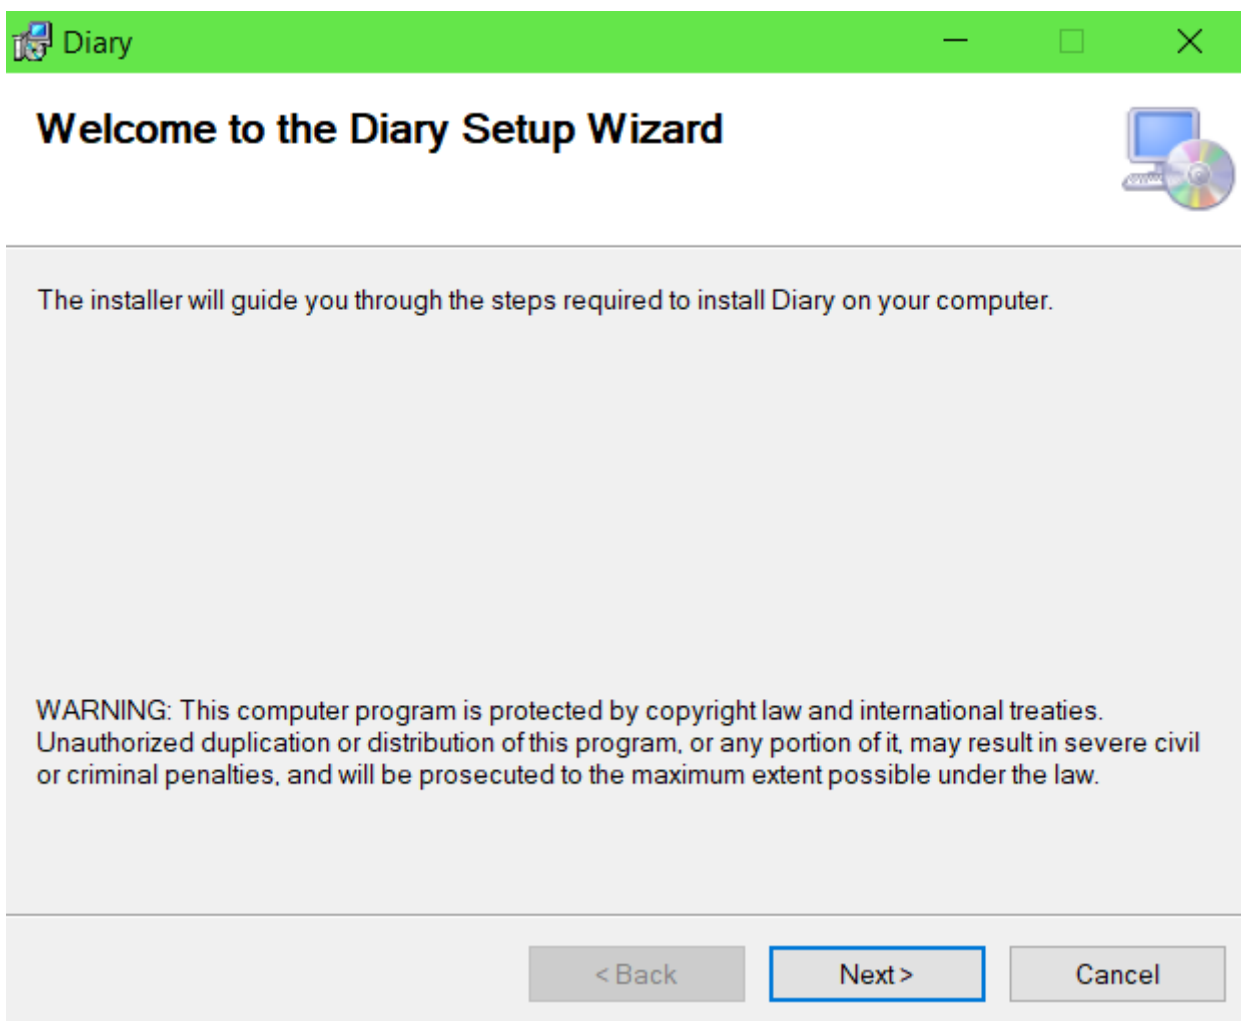 Diary
Welcome to the Diary Setup Wizard
The installer will guide you through the steps required to install Diary on your computer.
WARNING: This computer program is protected by copyright law and international treaties.
Unauthorized duplication or distribution of this program, or any portion of it, may result in severe civil
or criminal penalties, and will be prosecuted to the maximum extent possible under the law.
< Back
Next >
Cancel